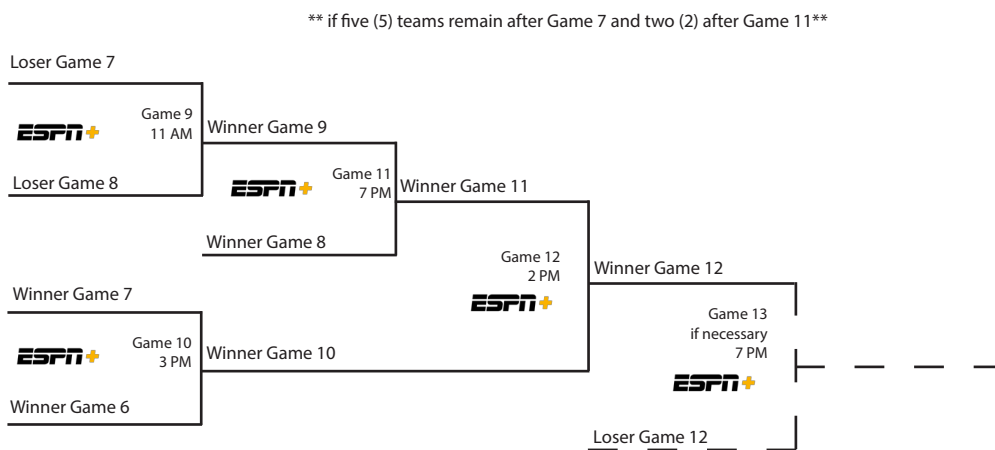 ** if five (5) teams remain after Game 7 and two (2) after Game 11**
Loser Game 7
Game 9
11 AM
ESPN+
Loser Game 8
Winner Game 9
Game 11
7 PM
ESPN+
Winner Game 8
Winner Game 11
Game 12
2 PM
ESPN+
Winner Game 7
Game 10
3 PM
ESPN+
Winner Game 6
Winner Game 10
Winner Game 12
Game 13
if necessary
7 PM
ESPN+
Loser Game 12